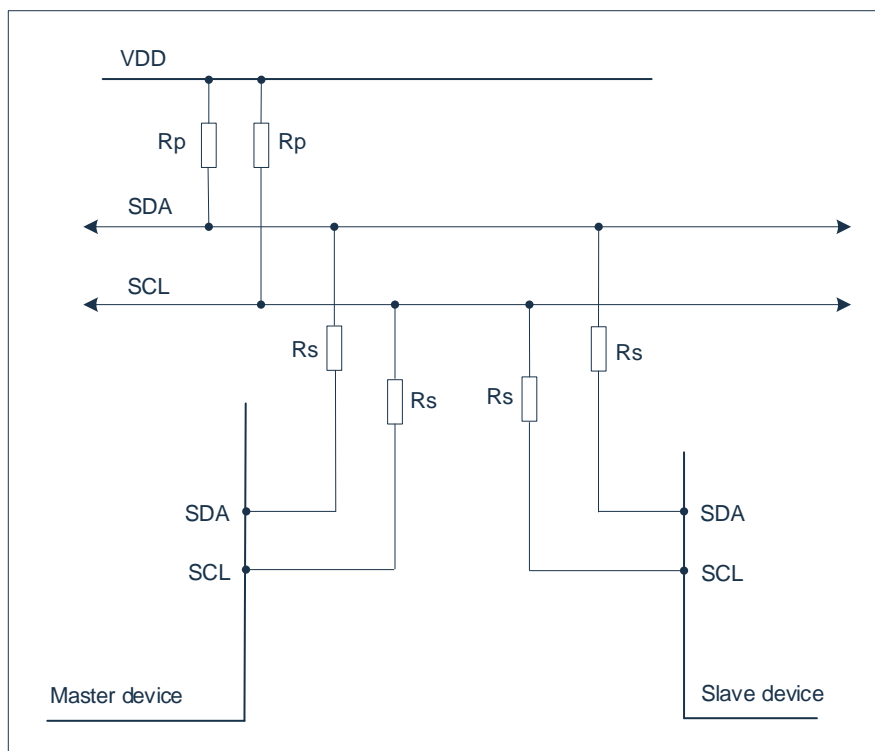 VDD
Rp
Rp
SDA
SCL
Rs
Rs
Rs
Rs
SDA
SDA
SCL
SCL
Master device
Slave device